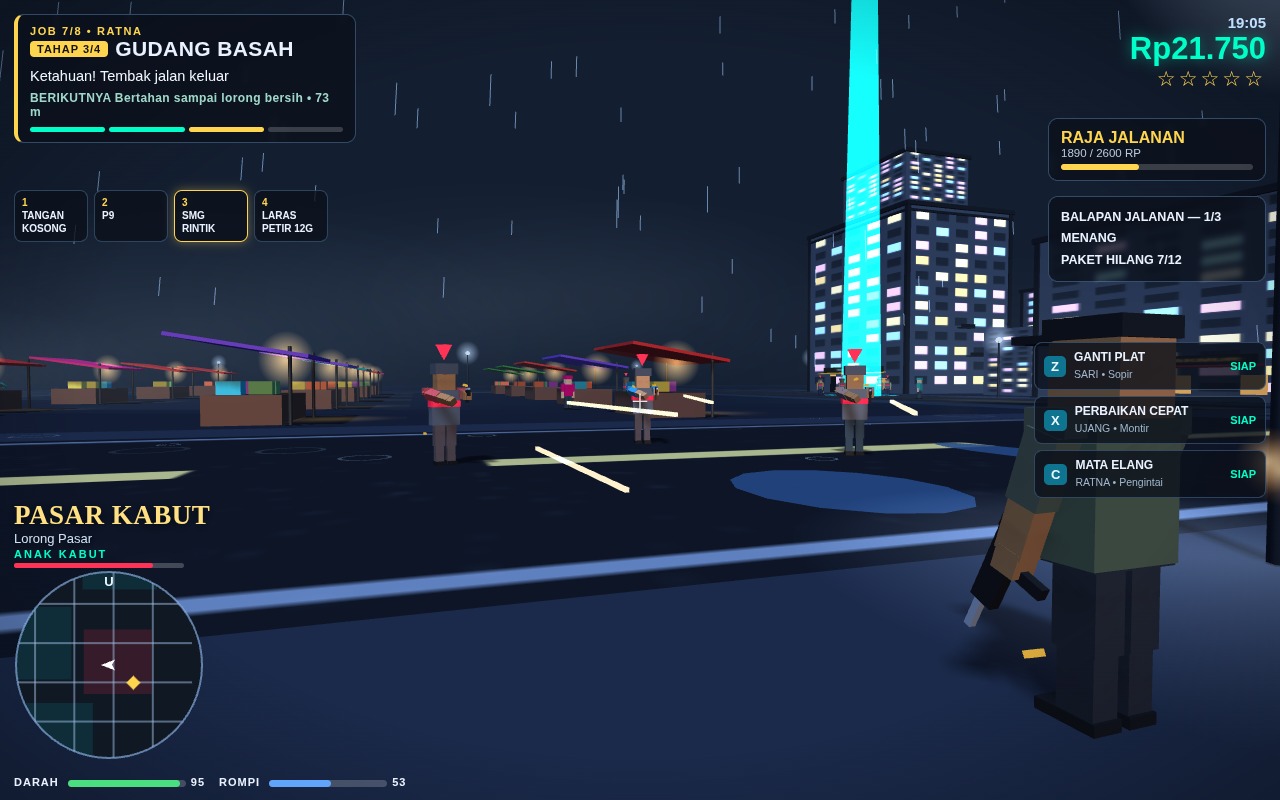 JOB 7/8 • RATNA
TAHAP 3/4 GUDANG BASAH
Ketahuan! Tembak jalan keluar
BERIKUTNYA Bertahan sampai lorong bersih • 73
m
1
TANGAN
KOSONG
2
P9
3
SMG
RINTIK
4
LARAS
PETIR 12G
19:05
Rp21.750
☆☆☆☆☆
RAJA JALANAN
1890 / 2600 RP
BALAPAN JALANAN — 1/3
MENANG
PAKET HILANG 7/12
Z
GANTI PLAT
SARI • Sopir
SIAP
X
PERBAIKAN CEPAT
UJANG • Montir
SIAP
C
MATA ELANG
RATNA • Pengintai
SIAP
PASAR KABUT
Lorong Pasar
ANAK KABUT
U
DARAH 95 ROMPI 53